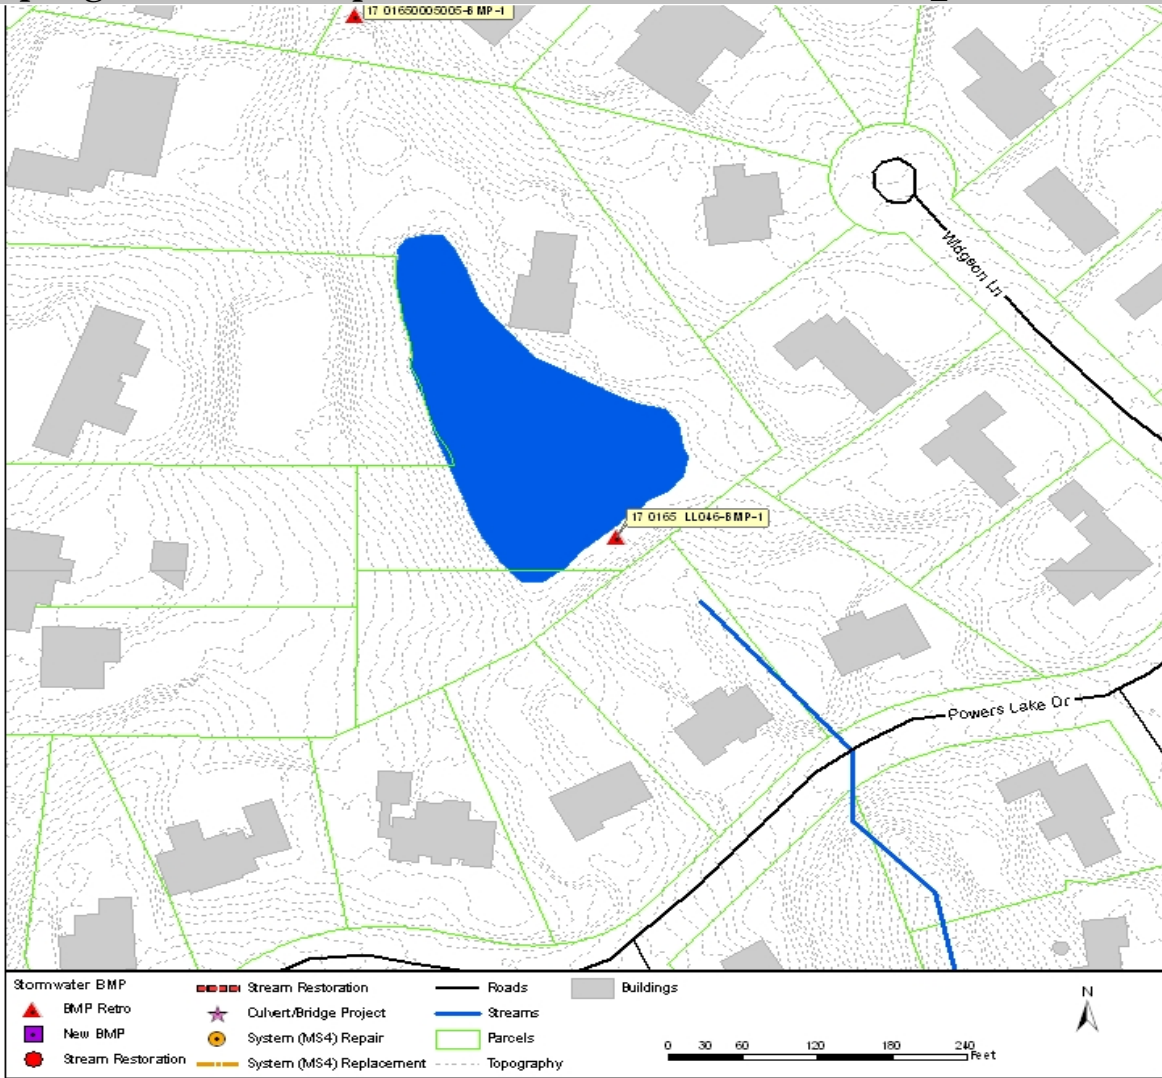 17 01650005005-BMP-1
Widgeon Ln
17 0165 LL046-BMP-1
Powers Lake Dr
Stormwater BMP
BMP Retro
New BMP
Stream Restoration
Stream Restoration
Culvert/Bridge Project
System (MS4) Repair
System (MS4) Replacement
Roads
Streams
Parcels
Topography
Buildings
N
0 30 60 120 180 240
Feet